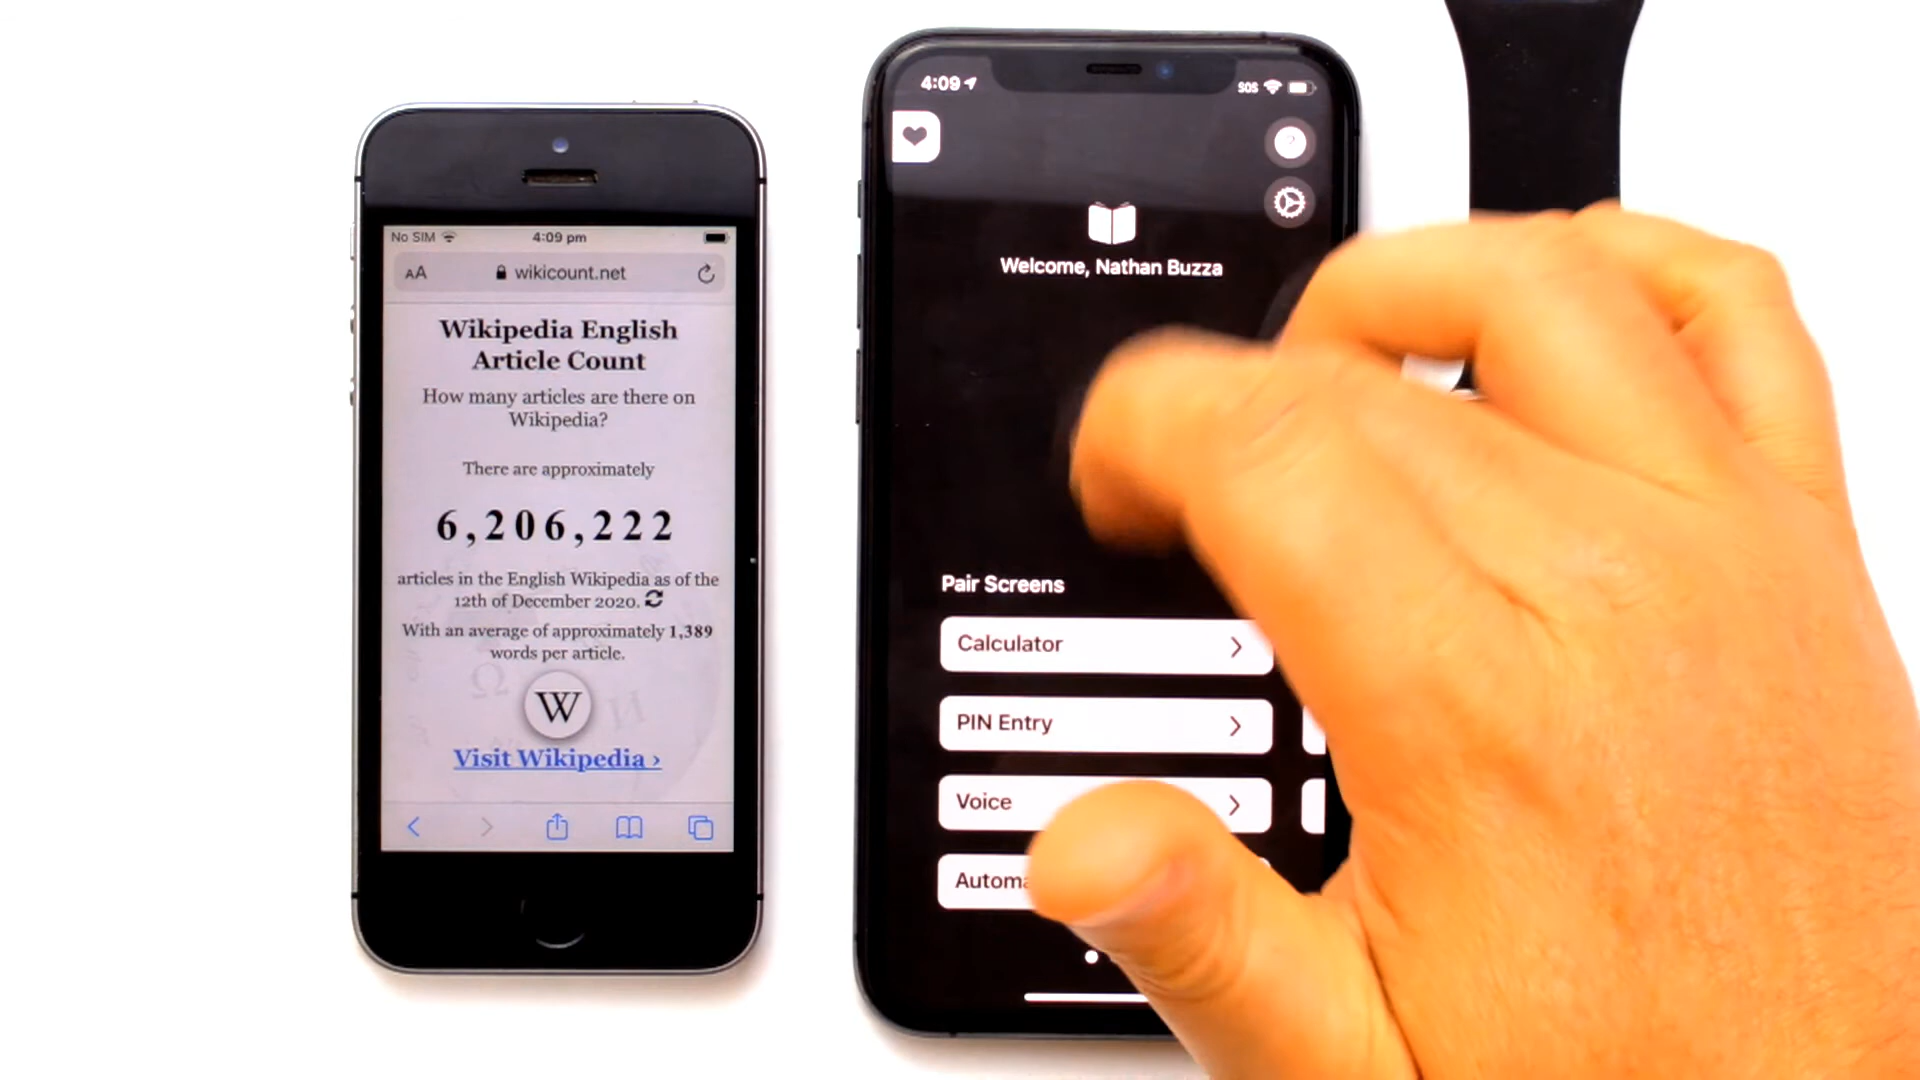 No SIM
4:09 pm
AA
wikicount.net
Wikipedia English
Article Count
How many articles are there on
Wikipedia?
There are approximately
6,206,222
articles in the English Wikipedia as of the
12th of December 2020.
With an average of approximately 1,389
words per article.
W
Visit Wikipedia ›
4:09
SOS
?
Welcome, Nathan Buzza
Pair Screens
Calculator
PIN Entry
Voice